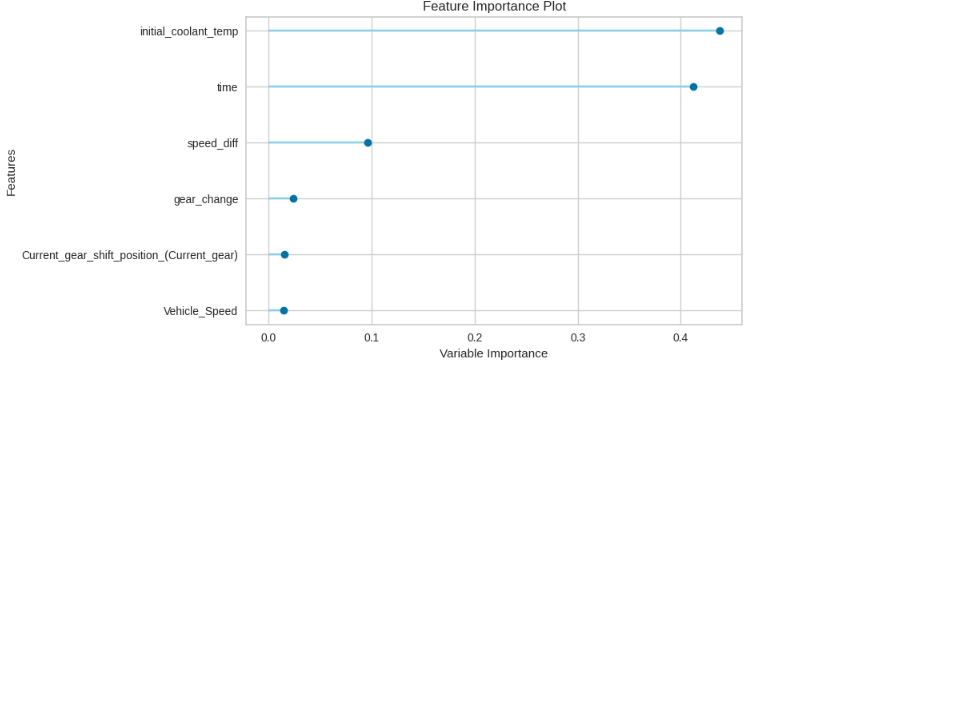 Feature Importance Plot
initial_coolant_temp
time
speed_diff
gear_change
Current_gear_shift_position_(Current_gear)
Vehicle_Speed
Features
0.0 0.1 0.2 0.3 0.4
Variable Importance